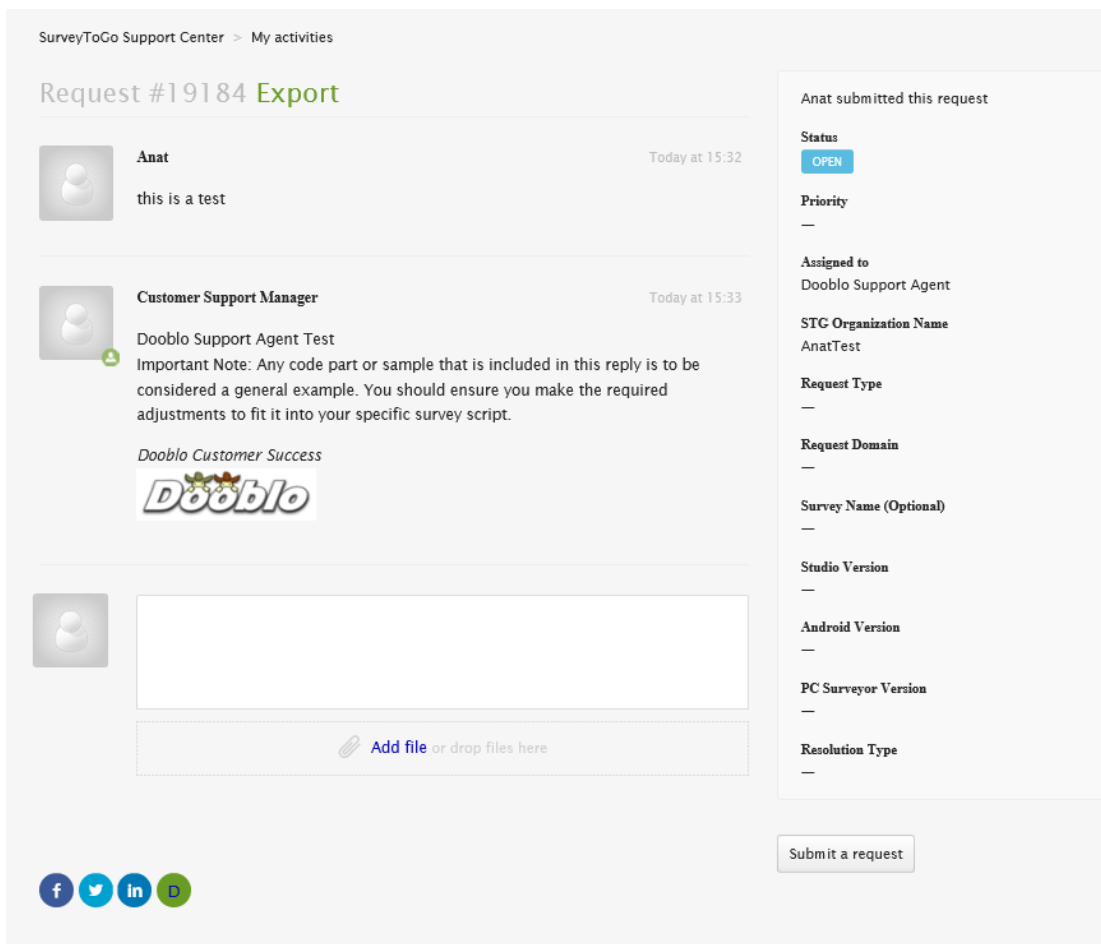 SurveyToGo Support Center > My activities
Request #19184 Export
Anat
Today at 15:32
this is a test
Customer Support Manager
Today at 15:33
Dooblo Support Agent Test
Important Note: Any code part or sample that is included in this reply is to be
considered a general example. You should ensure you make the required
adjustments to fit it into your specific survey script.
Dooblo Customer Success
Dooblo
Add file or drop files here
Anat submitted this request
Status
OPEN
Priority
—
Assigned to
Dooblo Support Agent
STG Organization Name
AnatTest
Request Type
—
Request Domain
—
Survey Name (Optional)
—
Studio Version
—
Android Version
—
PC Surveyor Version
—
Resolution Type
—
Submit a request
f in D